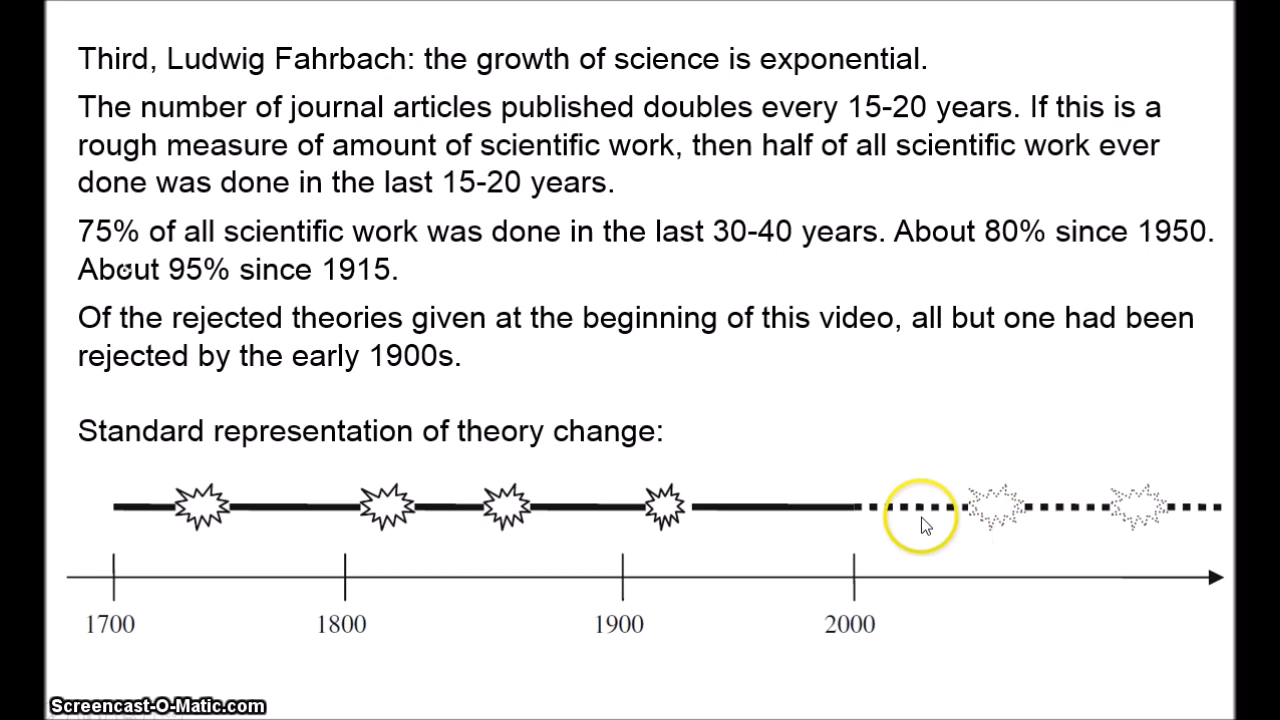 Third, Ludwig Fahrbach: the growth of science is exponential.
The number of journal articles published doubles every 15-20 years. If this is a
rough measure of amount of scientific work, then half of all scientific work ever
done was done in the last 15-20 years.
75% of all scientific work was done in the last 30-40 years. About 80% since 1950.
About 95% since 1915.
Of the rejected theories given at the beginning of this video, all but one had been
rejected by the early 1900s.
Standard representation of theory change:
1700 1800 1900 2000
Screencast-O-Matic.com